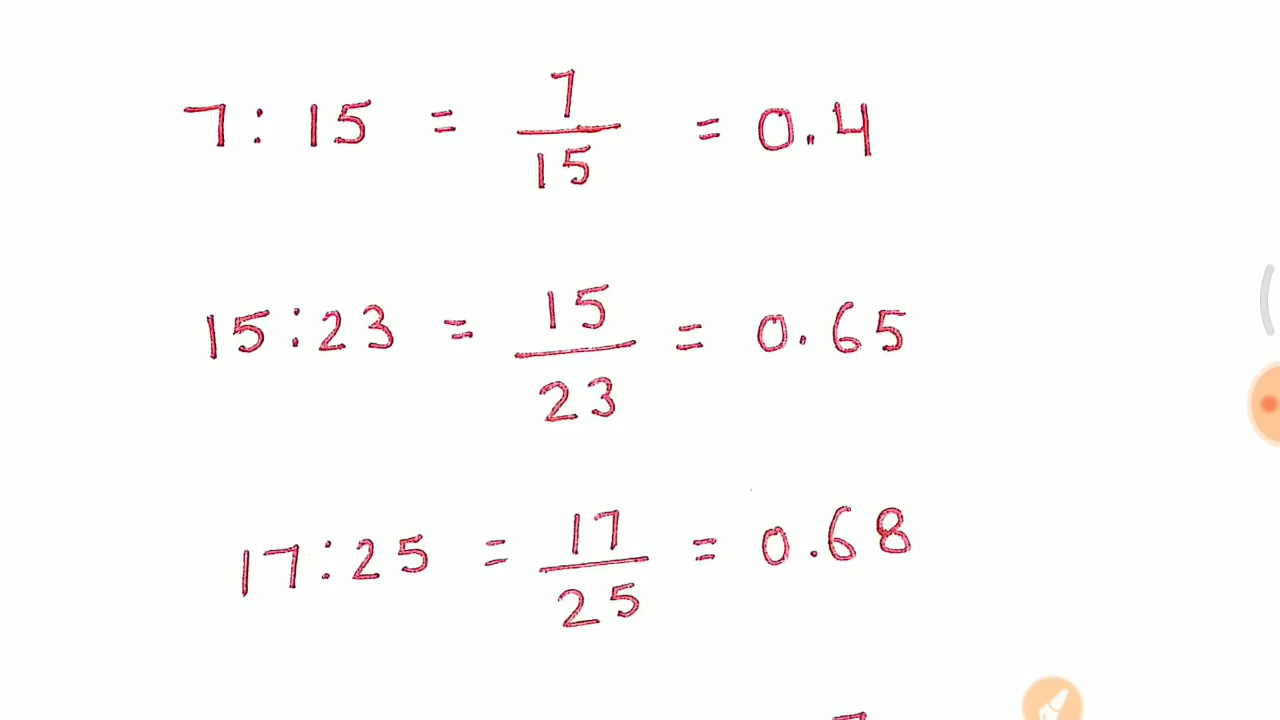 7 : 15 = 7/15 = 0.4
15 : 23 = 15/23 = 0.65
17 : 25 = 17/25 = 0.68